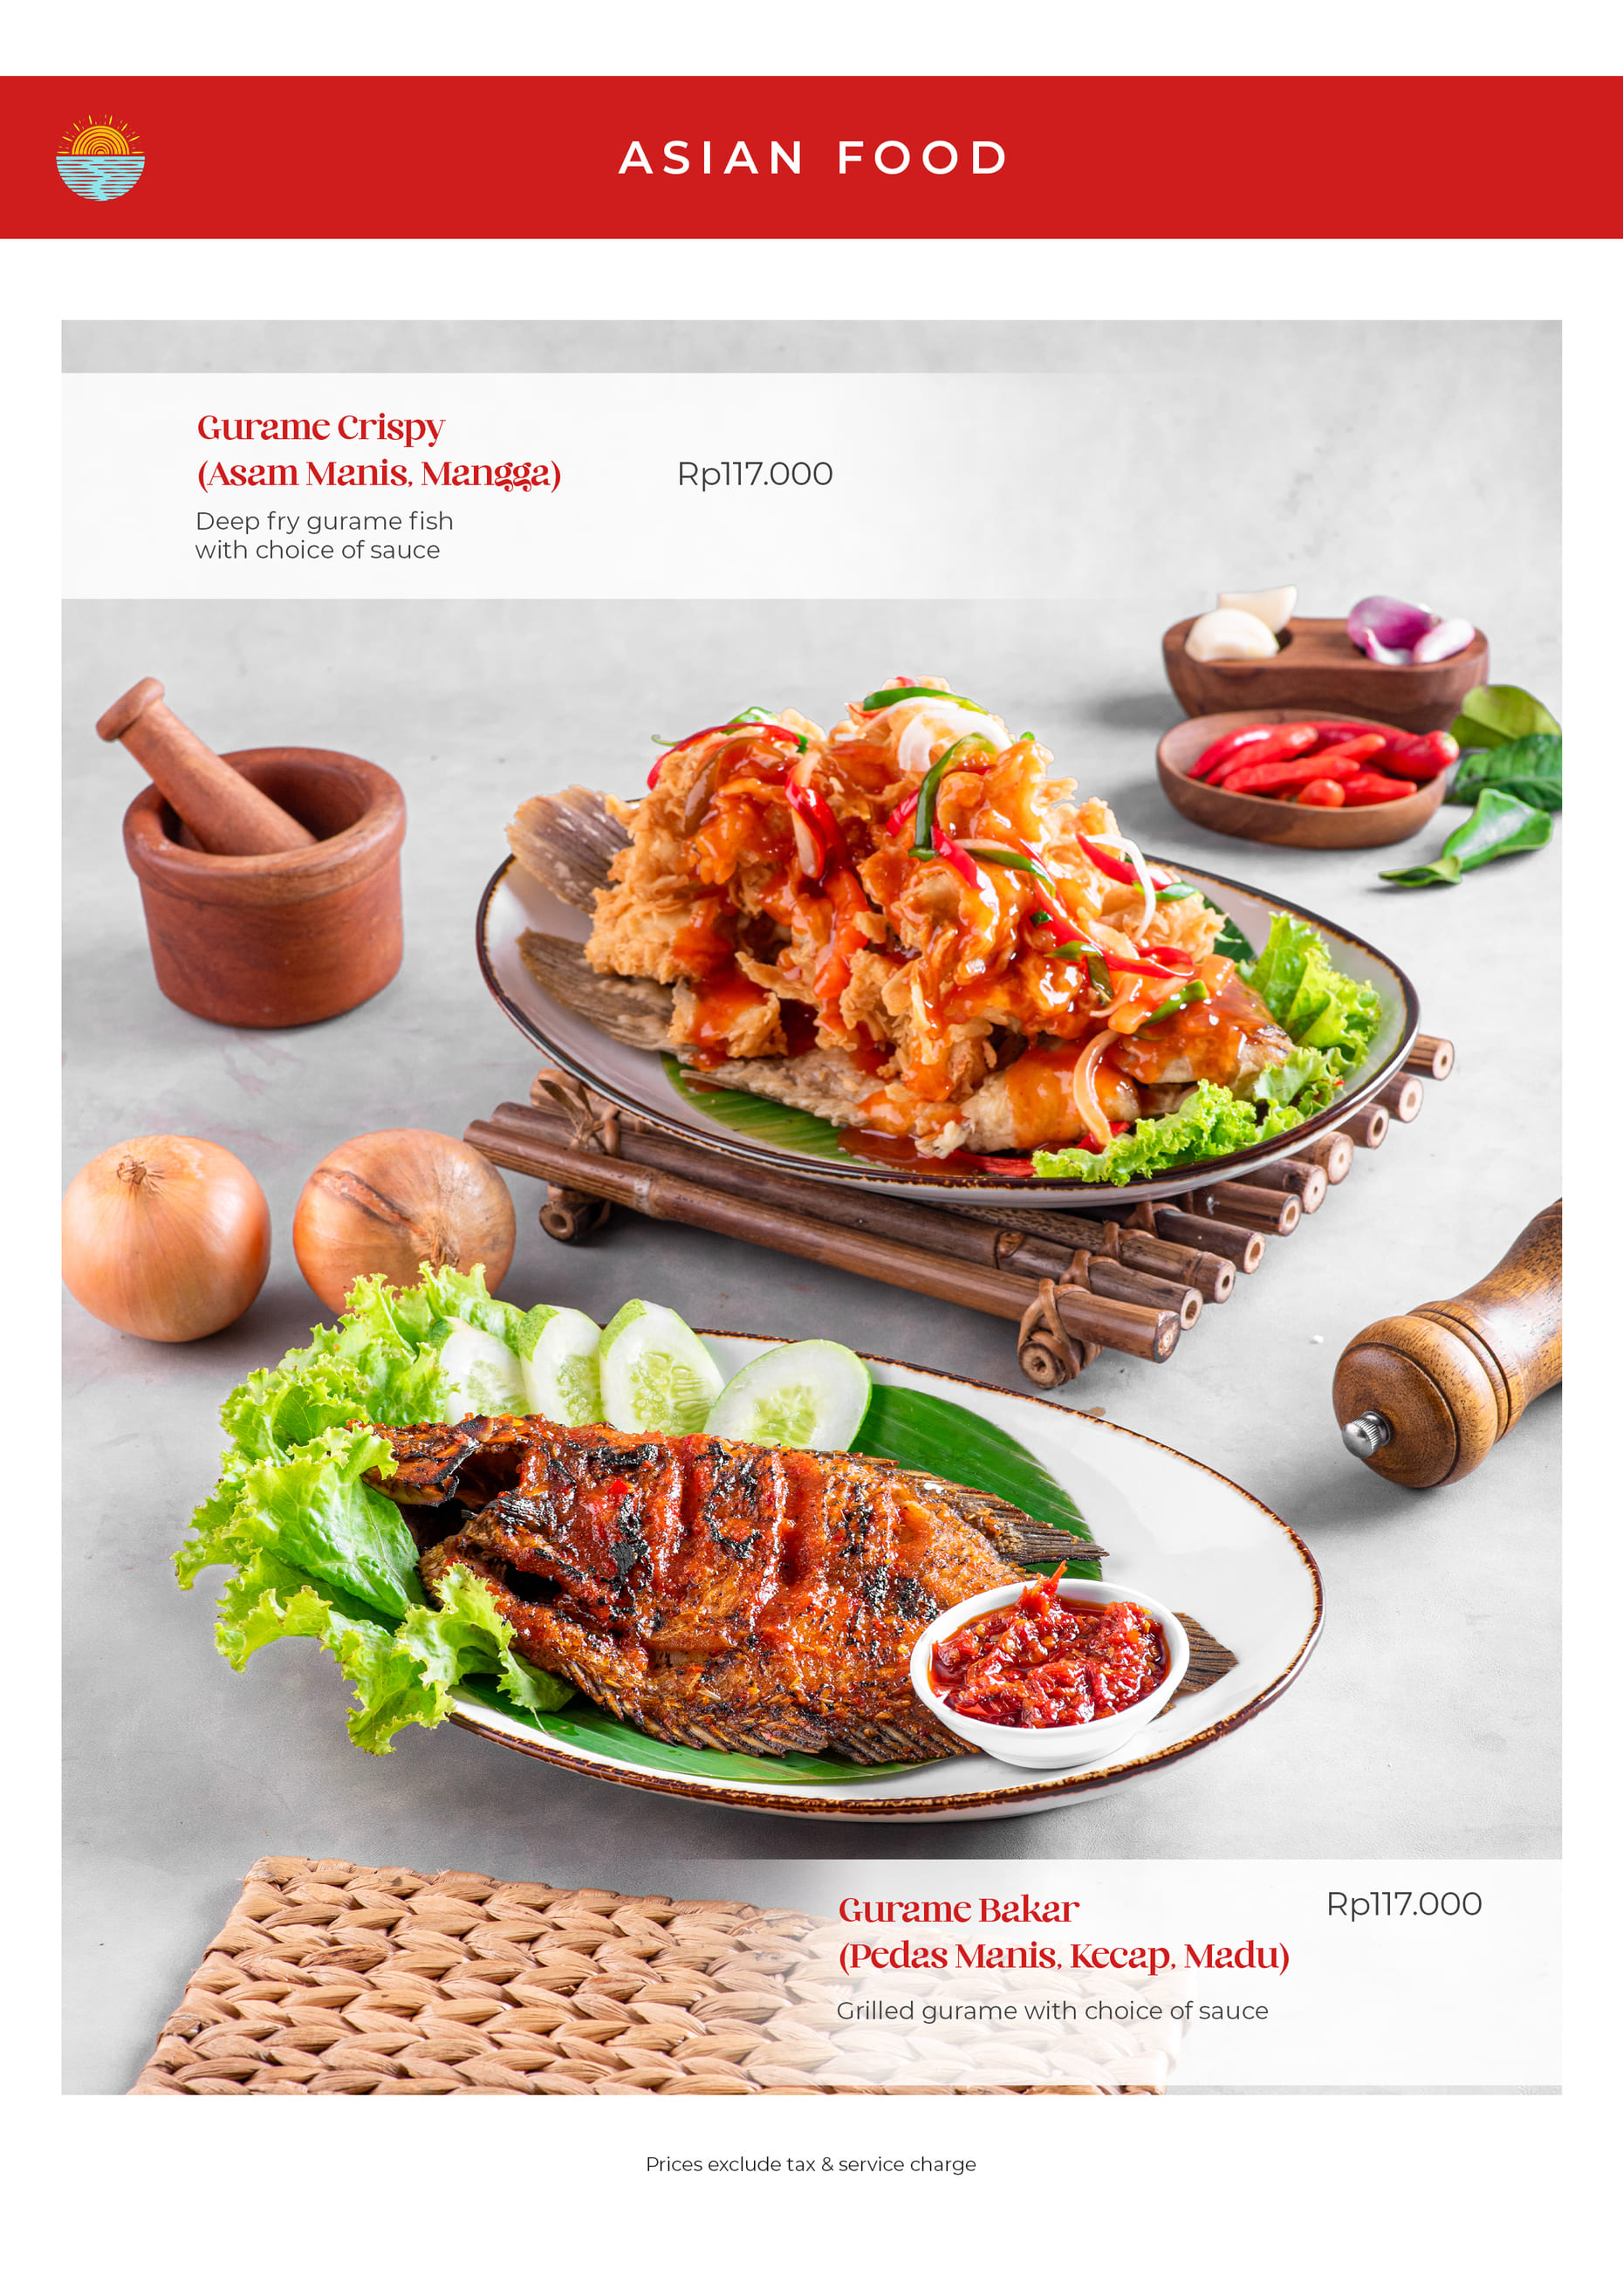 ASIAN FOOD
Gurame Crispy
(Asam Manis, Mangga)
Rp117.000
Deep fry gurame fish
with choice of sauce
Gurame Bakar
Rp117.000
(Pedas Manis, Kecap, Madu)
Grilled gurame with choice of sauce
Prices exclude tax & service charge